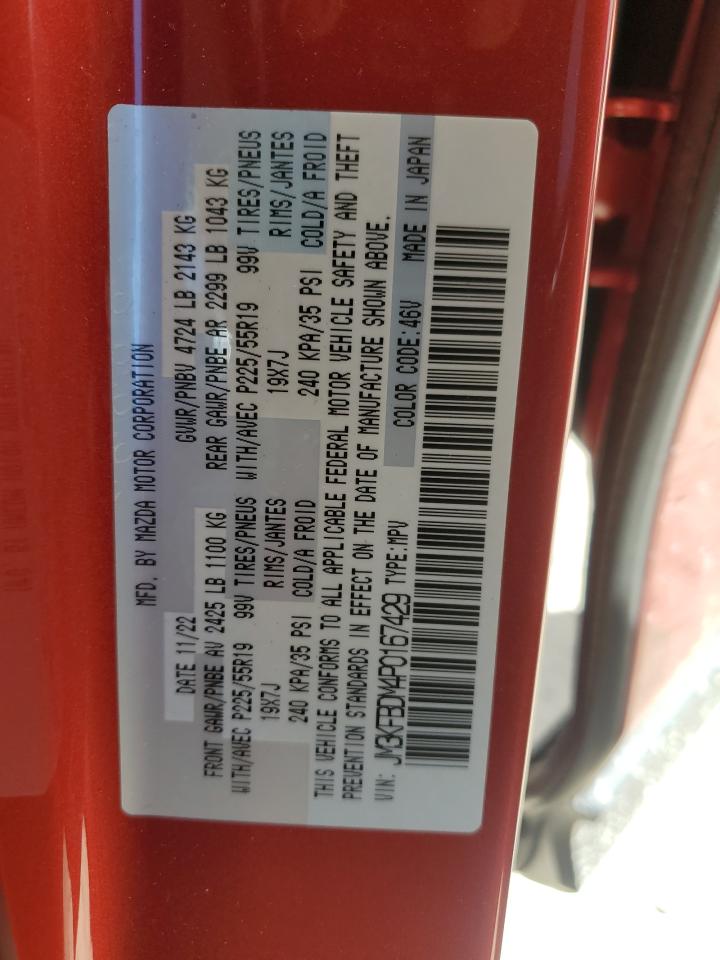 MFD. BY MAZDA MOTOR CORPORATION
DATE 11/22 GVWR/PNBV 4724 LB 2143 KG
FRONT GAWR/PNBE AV 2425 LB 1100 KG REAR GAWR/PNBE AR 2299 LB 1043 KG
WITH/AVEC P225/55R19 99V TIRES/PNEUS WITH/AVEC P225/55R19 99V TIRES/PNEUS
19X7J RIMS/JANTES 19X7J RIMS/JANTES
240 KPA/35 PSI COLD/A FROID 240 KPA/35 PSI COLD/A FROID
THIS VEHICLE CONFORMS TO ALL APPLICABLE FEDERAL MOTOR VEHICLE SAFETY AND THEFT
PREVENTION STANDARDS IN EFFECT ON THE DATE OF MANUFACTURE SHOWN ABOVE.
VIN: JM3KFBDM4P0167429 TYPE:MPV COLOR CODE:46V MADE IN JAPAN